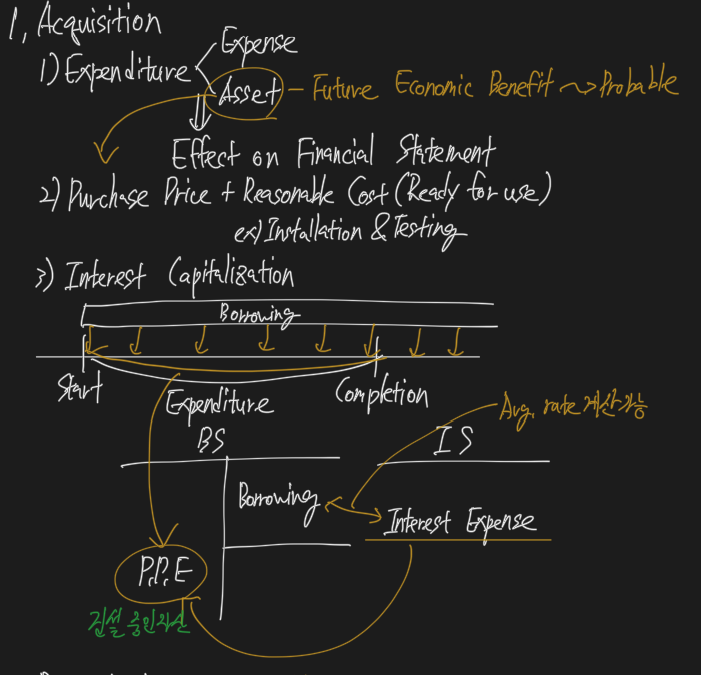 1. Acquisition
1) Expenditure
Expense
Asset - Future Economic Benefit ~> Probable
Effect on Financial Statement
2) Purchase Price + Reasonable Cost (Ready for use)
ex) Installation & Testing
3) Interest Capitalization
Borrowing
Start
Expenditure
Completion
Avg. rate 계산가능
B.S
I S
Borrowing
Interest Expense
P.P.E
건설중인자산